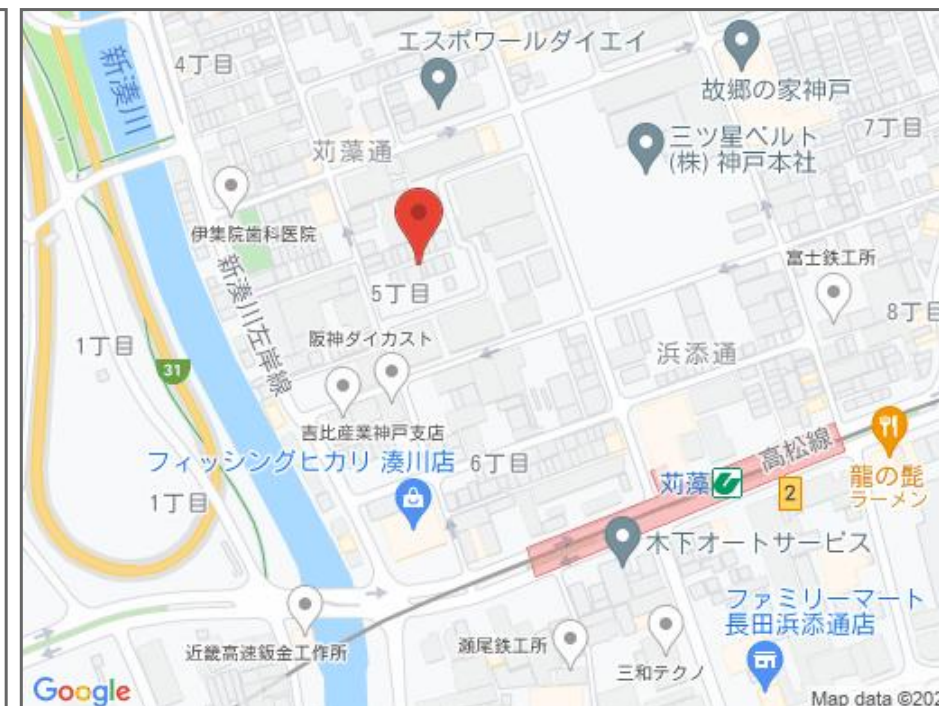 エスポワールダイエイ
新湊川
4丁目
故郷の家神戸
7丁目
三ツ星ベルト
(株) 神戸本社
苅藻通
伊集院歯科医院
富士鉄工所
5丁目
8丁目
新湊川左岸線
阪神ダイカスト
1丁目
浜添通
31
吉比産業神戸支店
フィッシングヒカリ 湊川店
6丁目
高松線
苅藻
2
龍の髭
ラーメン
1丁目
木下オートサービス
ファミリーマート
長田浜添通店
近畿高速鈑金工作所
瀬尾鉄工所
三和テクノ
Google
Map data ©202